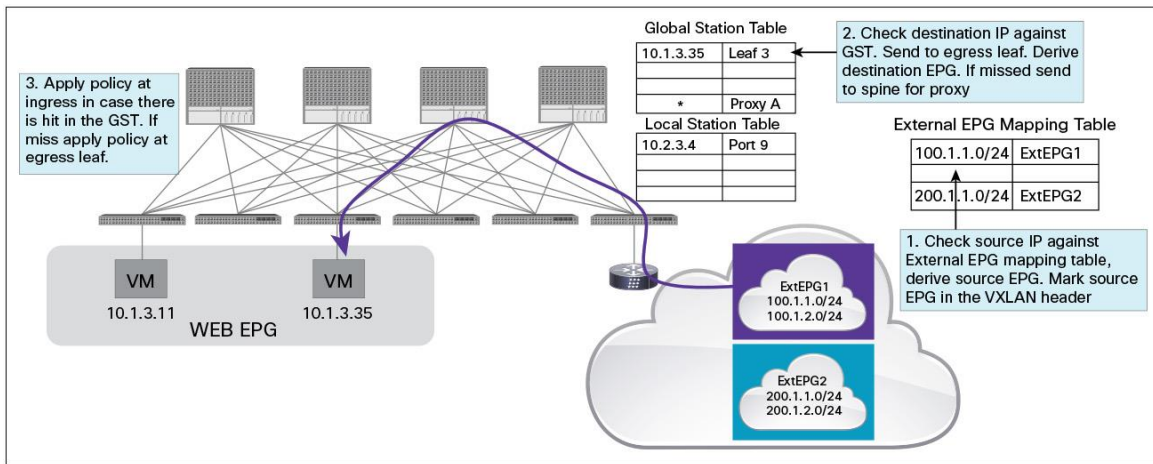 Global Station Table
10.1.3.35 Leaf 3
* Proxy A
Local Station Table
10.2.3.4 Port 9
2. Check destination IP against
GST. Send to egress leaf. Derive
destination EPG. If missed send
to spine for proxy
3. Apply policy at
ingress in case there
is hit in the GST. If
miss apply policy at
egress leaf.
External EPG Mapping Table
100.1.1.0/24 ExtEPG1
200.1.1.0/24 ExtEPG2
1. Check source IP against
External EPG mapping table,
derive source EPG. Mark source
EPG in the VXLAN header
VM
10.1.3.11
VM
10.1.3.35
WEB EPG
ExtEPG1
100.1.1.0/24
100.1.2.0/24
ExtEPG2
200.1.1.0/24
200.1.2.0/24